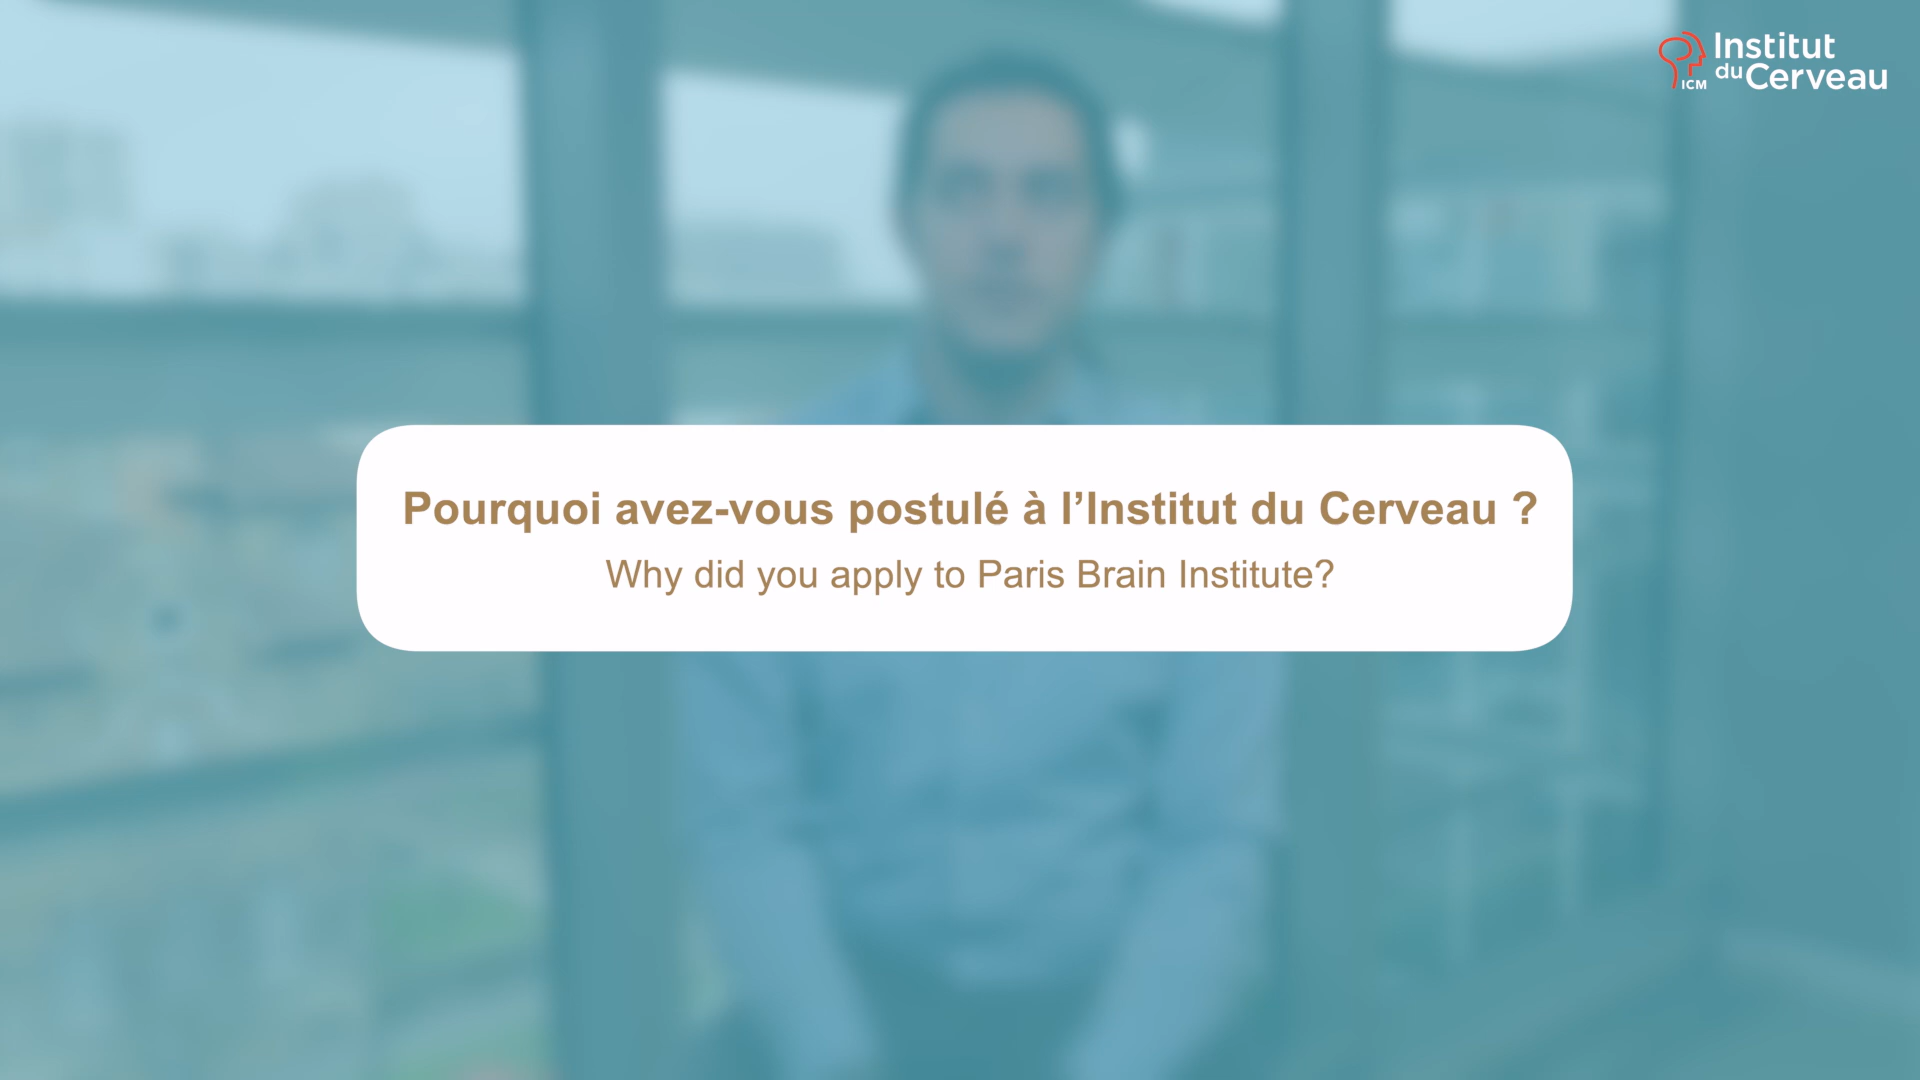 Institut
du Cerveau
ICM
Pourquoi avez-vous postulé à l’Institut du Cerveau ?
Why did you apply to Paris Brain Institute?